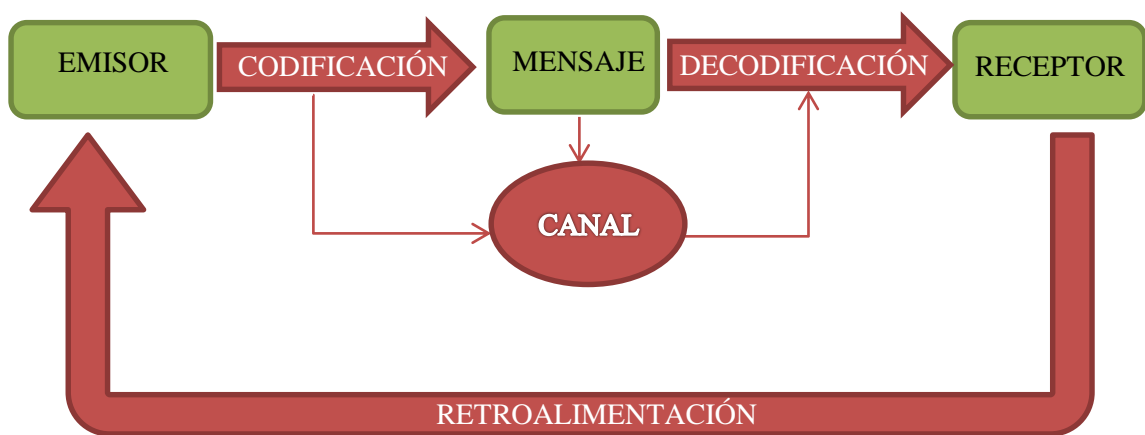 EMISOR
CODIFICACIÓN
MENSAJE
DECODIFICACIÓN
RECEPTOR
CANAL
RETROALIMENTACIÓN